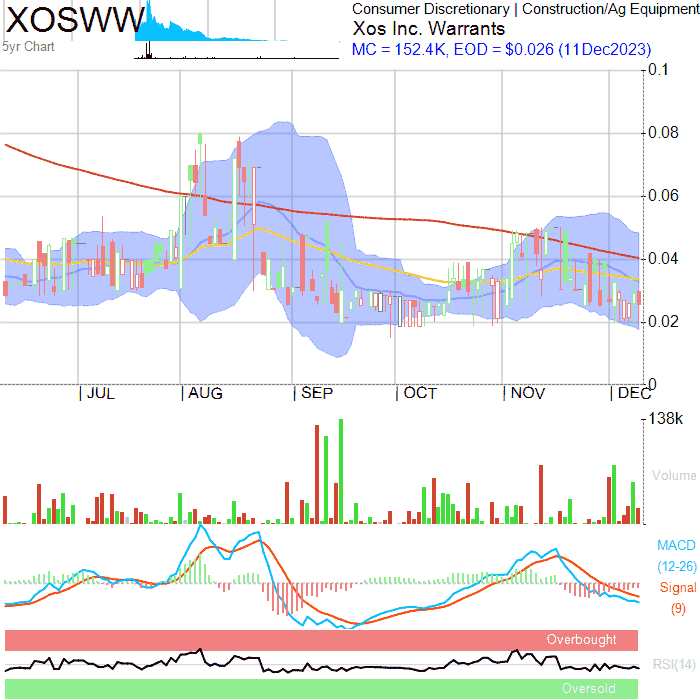 XOSWW
Consumer Discretionary | Construction/Ag Equipment
Xos Inc. Warrants
5yr Chart
MC = 152.4K, EOD = $0.026 (11Dec2023)
0.1
0.08
0.06
0.04
0.02
0
JUL AUG SEP OCT NOV DEC
138k
Volume
MACD
(12-26)
Signal
(9)
Overbought
RSI(14)
Oversold